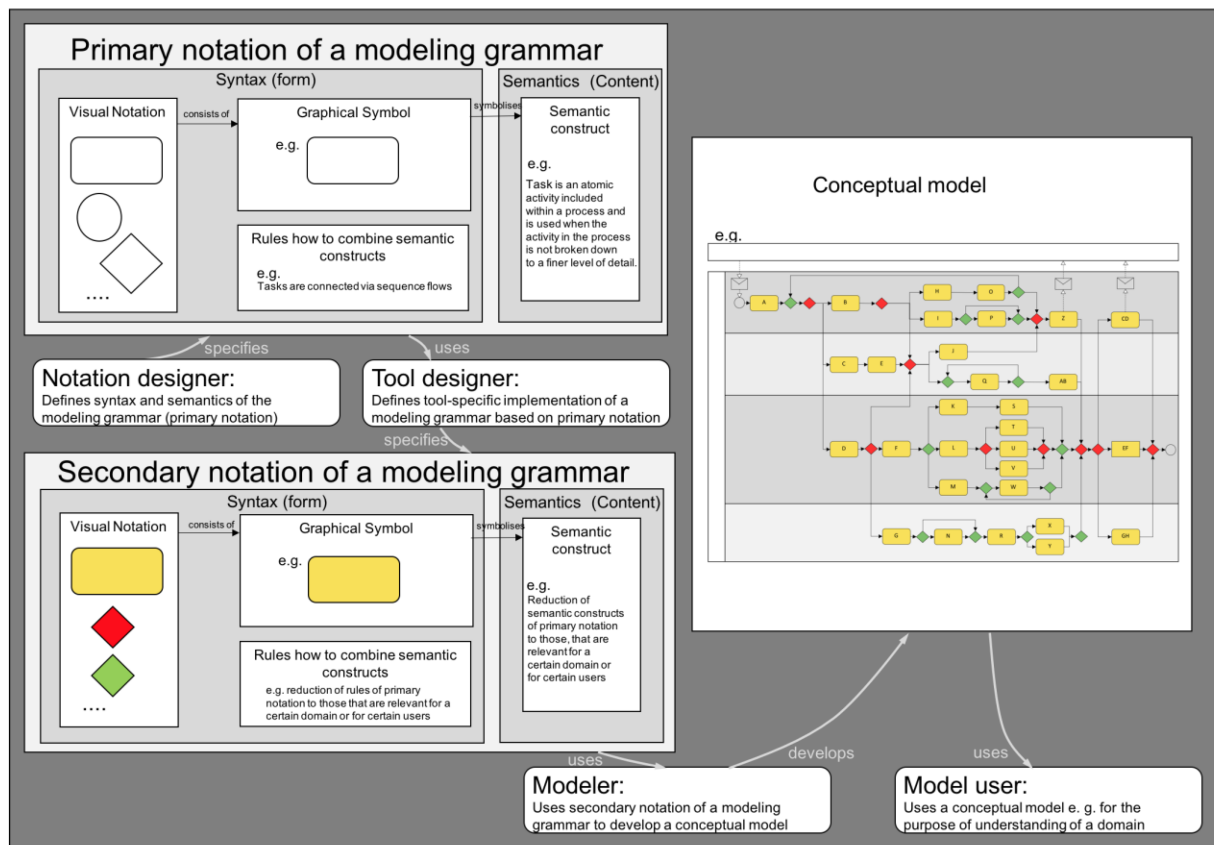 Primary notation of a modeling grammar
Syntax (form)
Semantics (Content)
Visual Notation
consists of
Graphical Symbol
e.g.
symbolises
Semantic
construct
e.g.
Task is an atomic
activity included
within a process and
is used when the
activity in the process
is not broken down
to a finer level of detail.
Rules how to combine semantic
constructs
e.g.
Tasks are connected via sequence flows
....
specifies
uses
Notation designer:
Defines syntax and semantics of the
modeling grammar (primary notation)
Tool designer:
Defines tool-specific implementation of a
modeling grammar based on primary notation
specifies
Secondary notation of a modeling grammar
Syntax (form)
Semantics (Content)
Visual Notation
consists of
Graphical Symbol
e.g.
symbolises
Semantic
construct
e.g.
Reduction of
semantic constructs
of primary notation
to those, that are
relevant for a
certain domain or
for certain users
Rules how to combine semantic
constructs
e.g. reduction of rules of primary
notation to those that are relevant for a
certain domain or for certain users
....
uses
Modeler:
Uses secondary notation of a modeling
grammar to develop a conceptual model
develops
Conceptual model
e.g.
A
B
H
O
I
P
Z
CD
C
E
J
Q
AB
K
S
T
D
F
L
U
EF
V
M
W
X
G
N
R
Y
GH
uses
Model user:
Uses a conceptual model e. g. for the
purpose of understanding of a domain